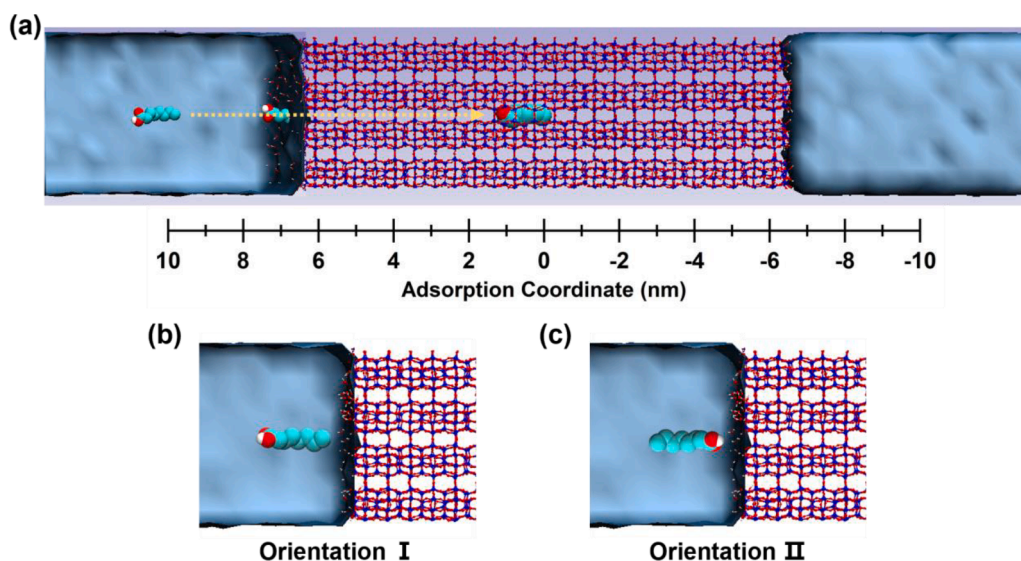 (a)
10 8 6 4 2 0 -2 -4 -6 -8 -10
Adsorption Coordinate (nm)
(b)
(c)
Orientation Ⅰ
Orientation Ⅱ